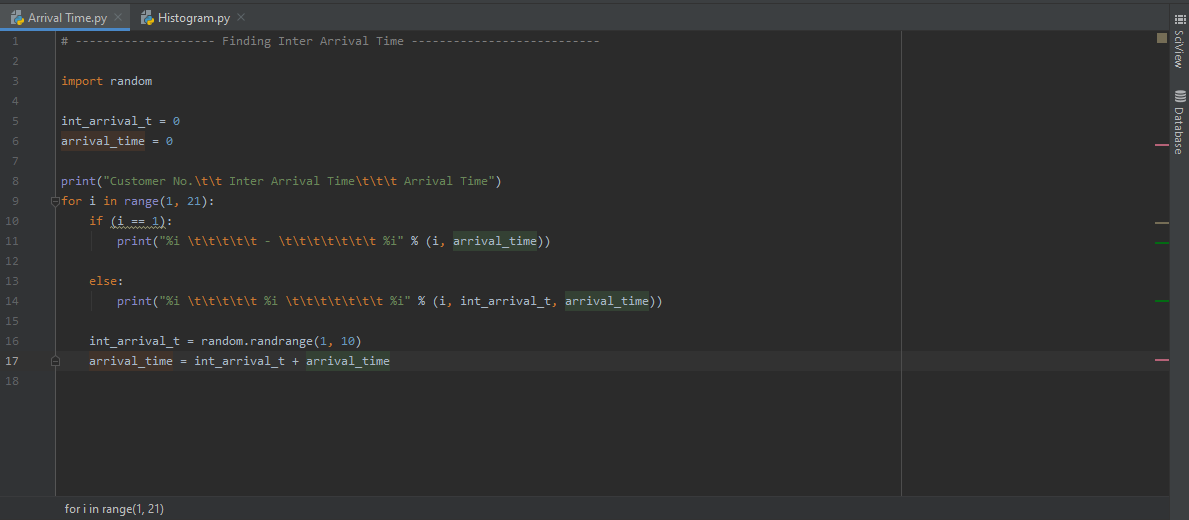 Arrival Time.py
Histogram.py
1 # -------------------- Finding Inter Arrival Time ---------------------------
2
3 import random
4
5 int_arrival_t = 0
6 arrival_time = 0
7
8 print("Customer No.\t\t Inter Arrival Time\t\t\t Arrival Time")
9 for i in range(1, 21):
10     if (i == 1):
11         print("%i \t\t\t\t\t - \t\t\t\t\t\t\t %i" % (i, arrival_time))
12
13     else:
14         print("%i \t\t\t\t\t %i \t\t\t\t\t\t\t %i" % (i, int_arrival_t, arrival_time))
15
16     int_arrival_t = random.randrange(1, 10)
17     arrival_time = int_arrival_t + arrival_time
18
for i in range(1, 21)
SciView
Database